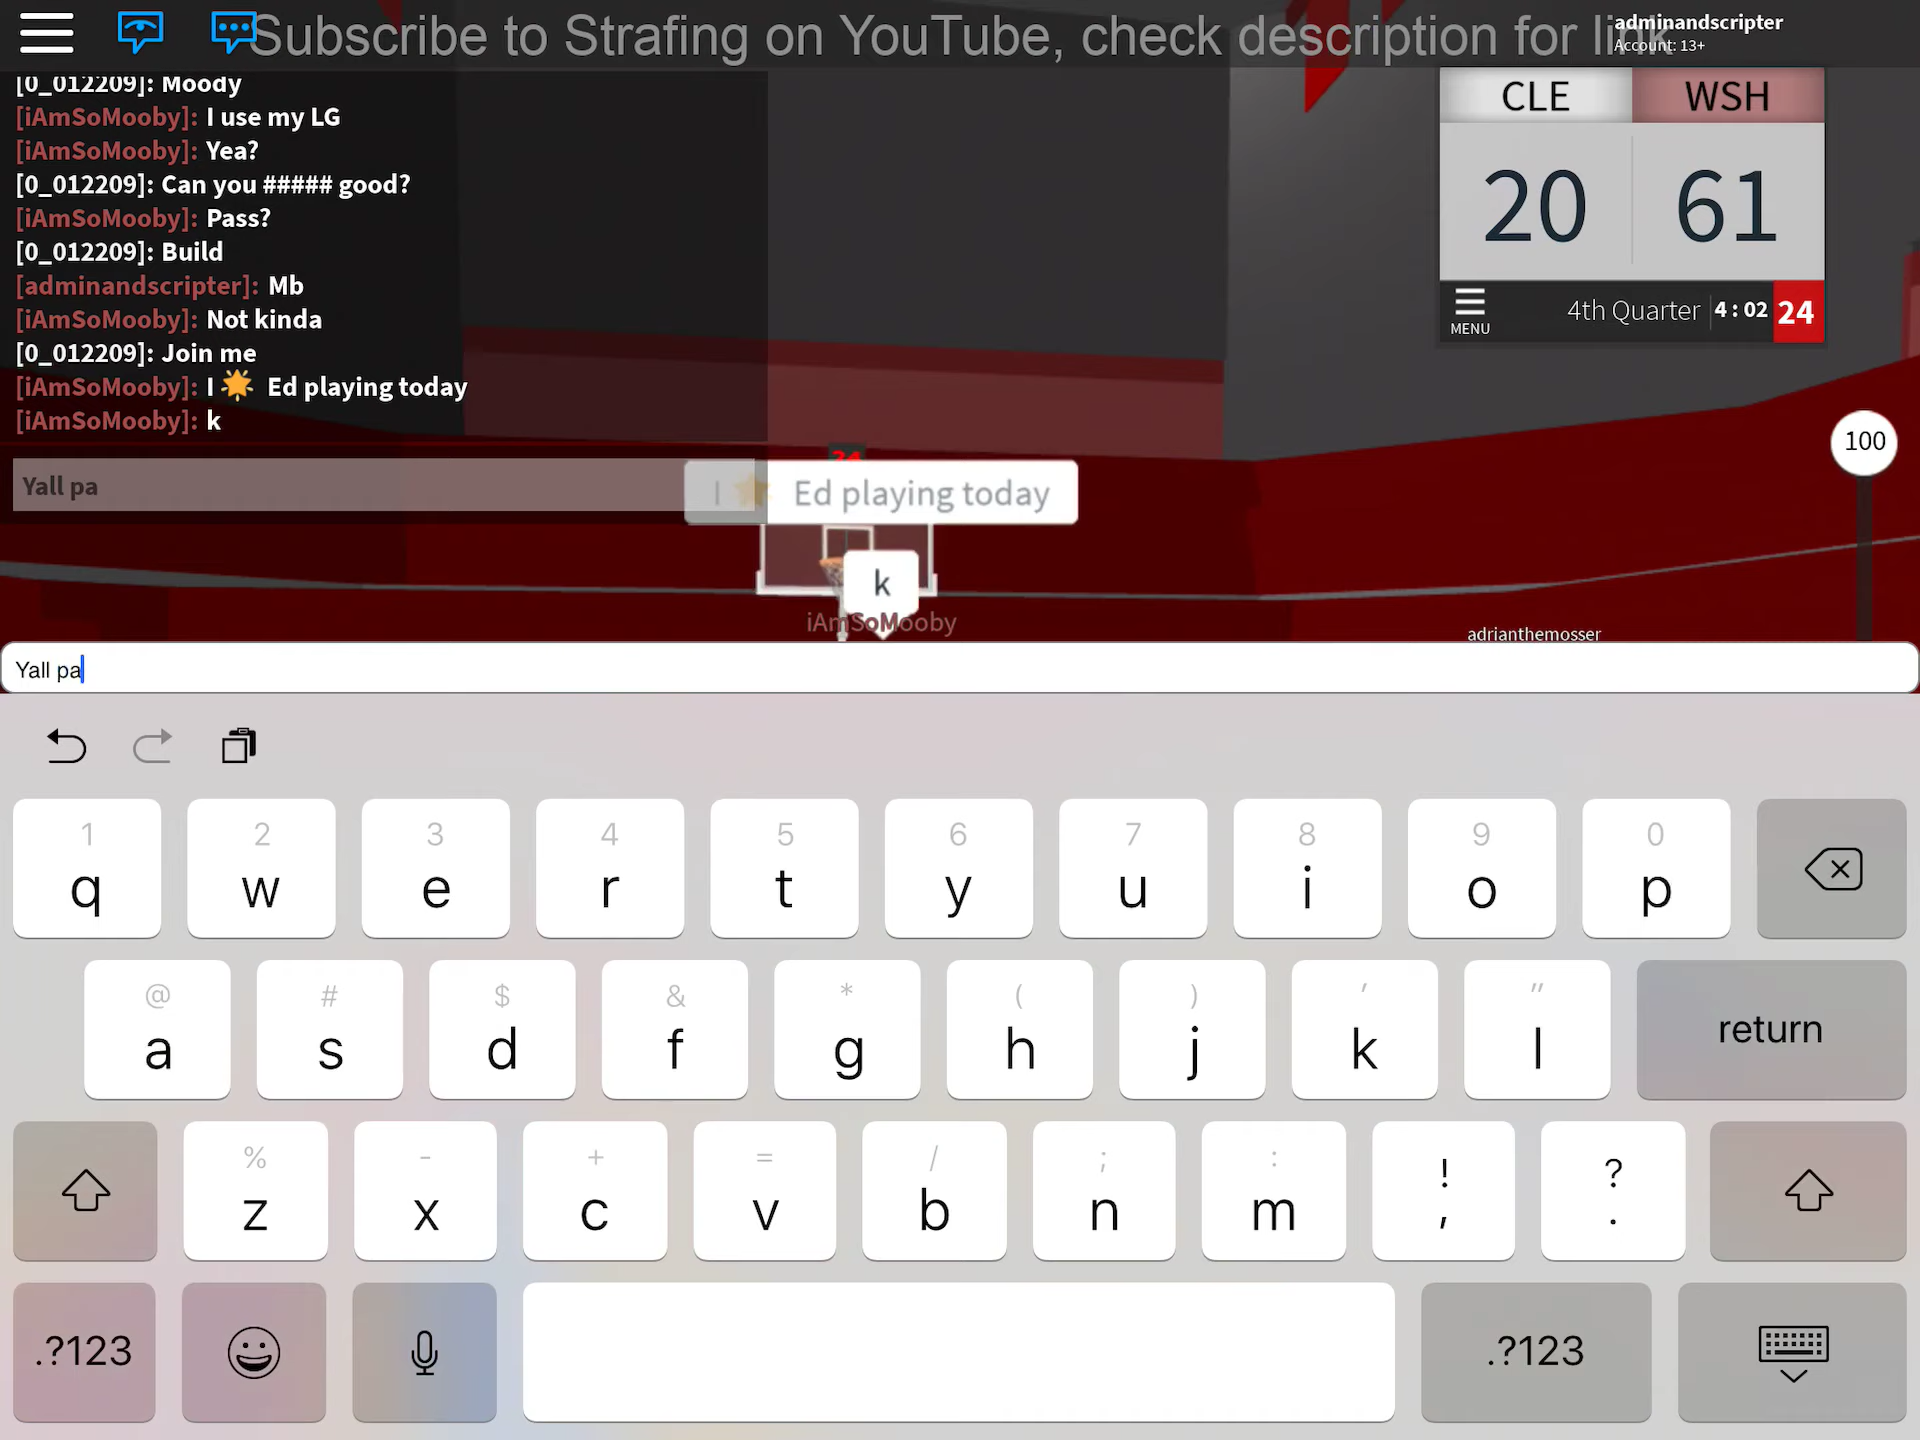 Subscribe to Strafing on YouTube, check description for link
adminandscripter
Account: 13+
[0_012209]: Moody
[iAmSoMooby]: I use my LG
[iAmSoMooby]: Yea?
[0_012209]: Can you ##### good?
[iAmSoMooby]: Pass?
[0_012209]: Build
[adminandscripter]: Mb
[iAmSoMooby]: Not kinda
[0_012209]: Join me
[iAmSoMooby]: I 🌟 Ed playing today
[iAmSoMooby]: k
CLE WSH
20 61
MENU 4th Quarter 4:02 24
100
24
Yall pa
I ⭐ Ed playing today
k
iAmSoMooby
adrianthemosser
Yall pa
1 2 3 4 5 6 7 8 9 0
q w e r t y u i o p
@ # $ & * ( ) ' "
a s d f g h j k l return
% - + = / ; : ! ?
z x c v b n m , .
.?123 .?123